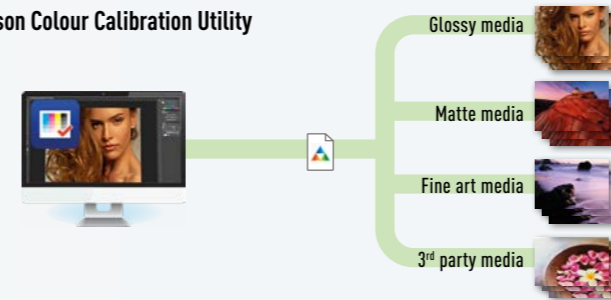 son Colour Calibration Utility
Glossy media
Matte media
Fine art media
3rd party media